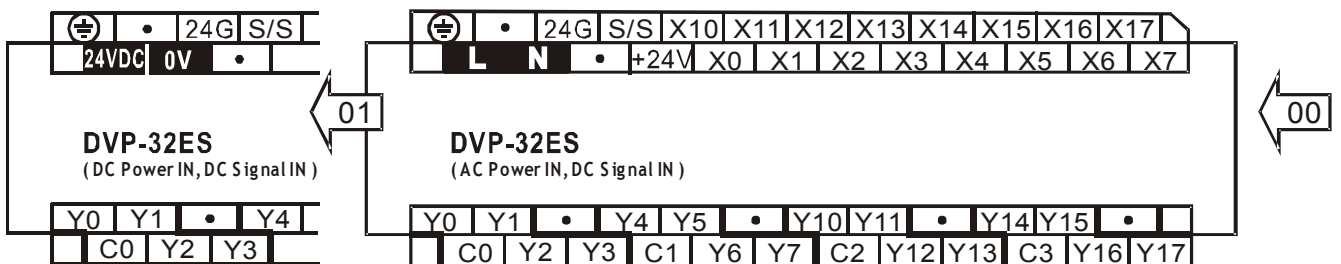 24G S/S
24VDC 0V
DVP-32ES
(DC Power IN, DC Signal IN)
Y0 Y1 • Y4
C0 Y2 Y3
01
24G S/S X10 X11 X12 X13 X14 X15 X16 X17
L N • +24V X0 X1 X2 X3 X4 X5 X6 X7
DVP-32ES
(AC Power IN, DC Signal IN)
Y0 Y1 • Y4 Y5 • Y10 Y11 • Y14 Y15 •
C0 Y2 Y3 C1 Y6 Y7 C2 Y12 Y13 C3 Y16 Y17
00